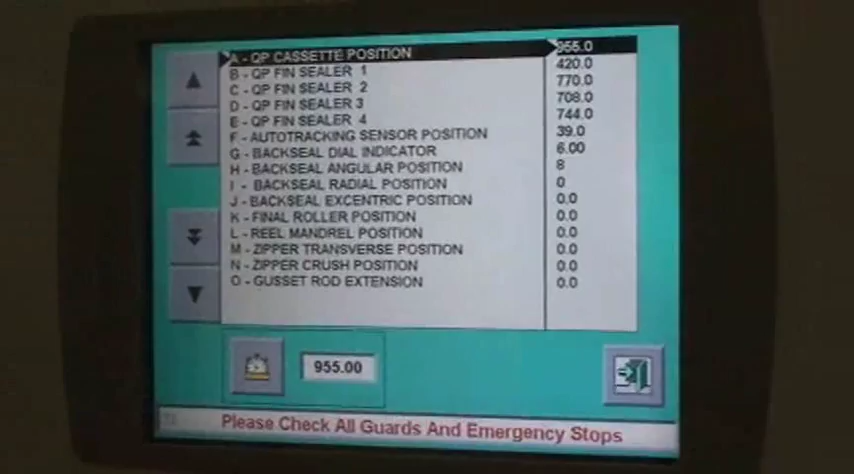 A - QP CASSETTE POSITION 955.0
B - QP FIN SEALER 1 420.0
C - QP FIN SEALER 2 770.0
D - QP FIN SEALER 3 708.0
E - QP FIN SEALER 4 744.0
F - AUTOTRACKING SENSOR POSITION 39.0
G - BACKSEAL DIAL INDICATOR 6.00
H - BACKSEAL ANGULAR POSITION 8
I - BACKSEAL RADIAL POSITION 0
J - BACKSEAL EXCENTRIC POSITION 0.0
K - FINAL ROLLER POSITION 0.0
L - REEL MANDREL POSITION 0.0
M - ZIPPER TRANSVERSE POSITION 0.0
N - ZIPPER CRUSH POSITION 0.0
O - GUSSET ROD EXTENSION 0.0
955.00
Please Check All Guards And Emergency Stops